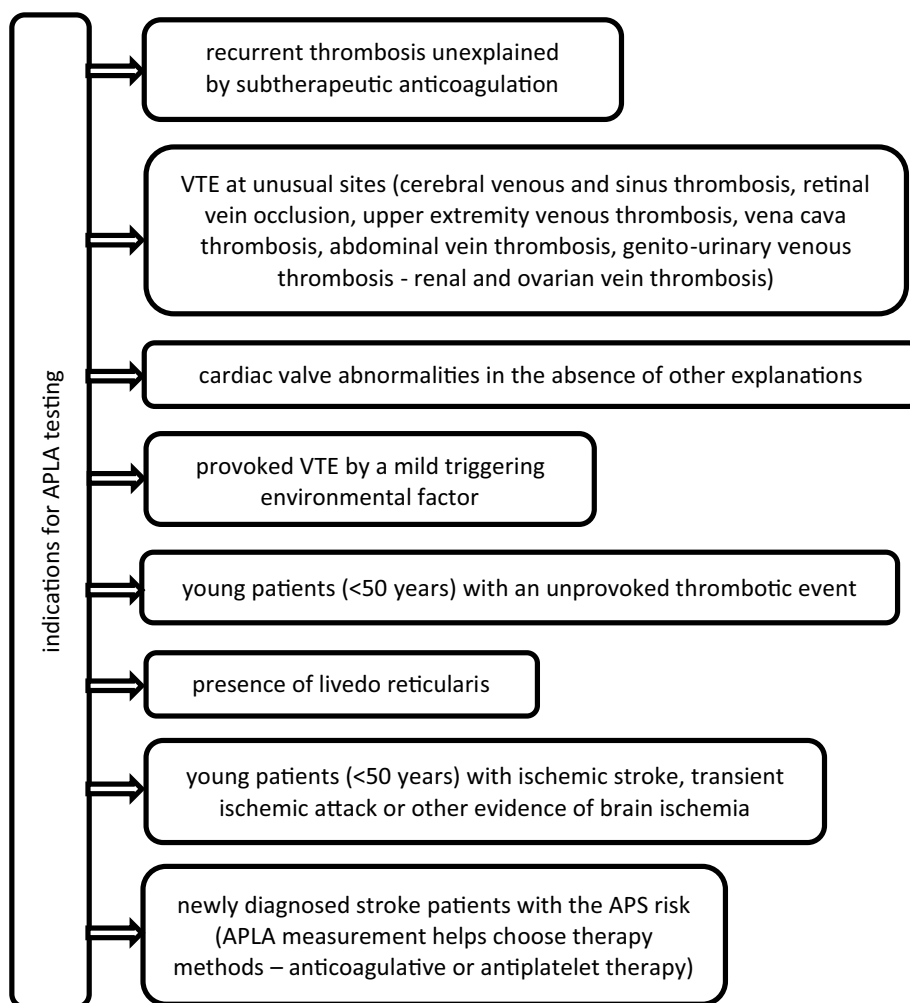 indications for APLA testing
recurrent thrombosis unexplained
by subtherapeutic anticoagulation
VTE at unusual sites (cerebral venous and sinus thrombosis, retinal
vein occlusion, upper extremity venous thrombosis, vena cava
thrombosis, abdominal vein thrombosis, genito-urinary venous
thrombosis - renal and ovarian vein thrombosis)
cardiac valve abnormalities in the absence of other explanations
provoked VTE by a mild triggering
environmental factor
young patients (<50 years) with an unprovoked thrombotic event
presence of livedo reticularis
young patients (<50 years) with ischemic stroke, transient
ischemic attack or other evidence of brain ischemia
newly diagnosed stroke patients with the APS risk
(APLA measurement helps choose therapy
methods – anticoagulative or antiplatelet therapy)